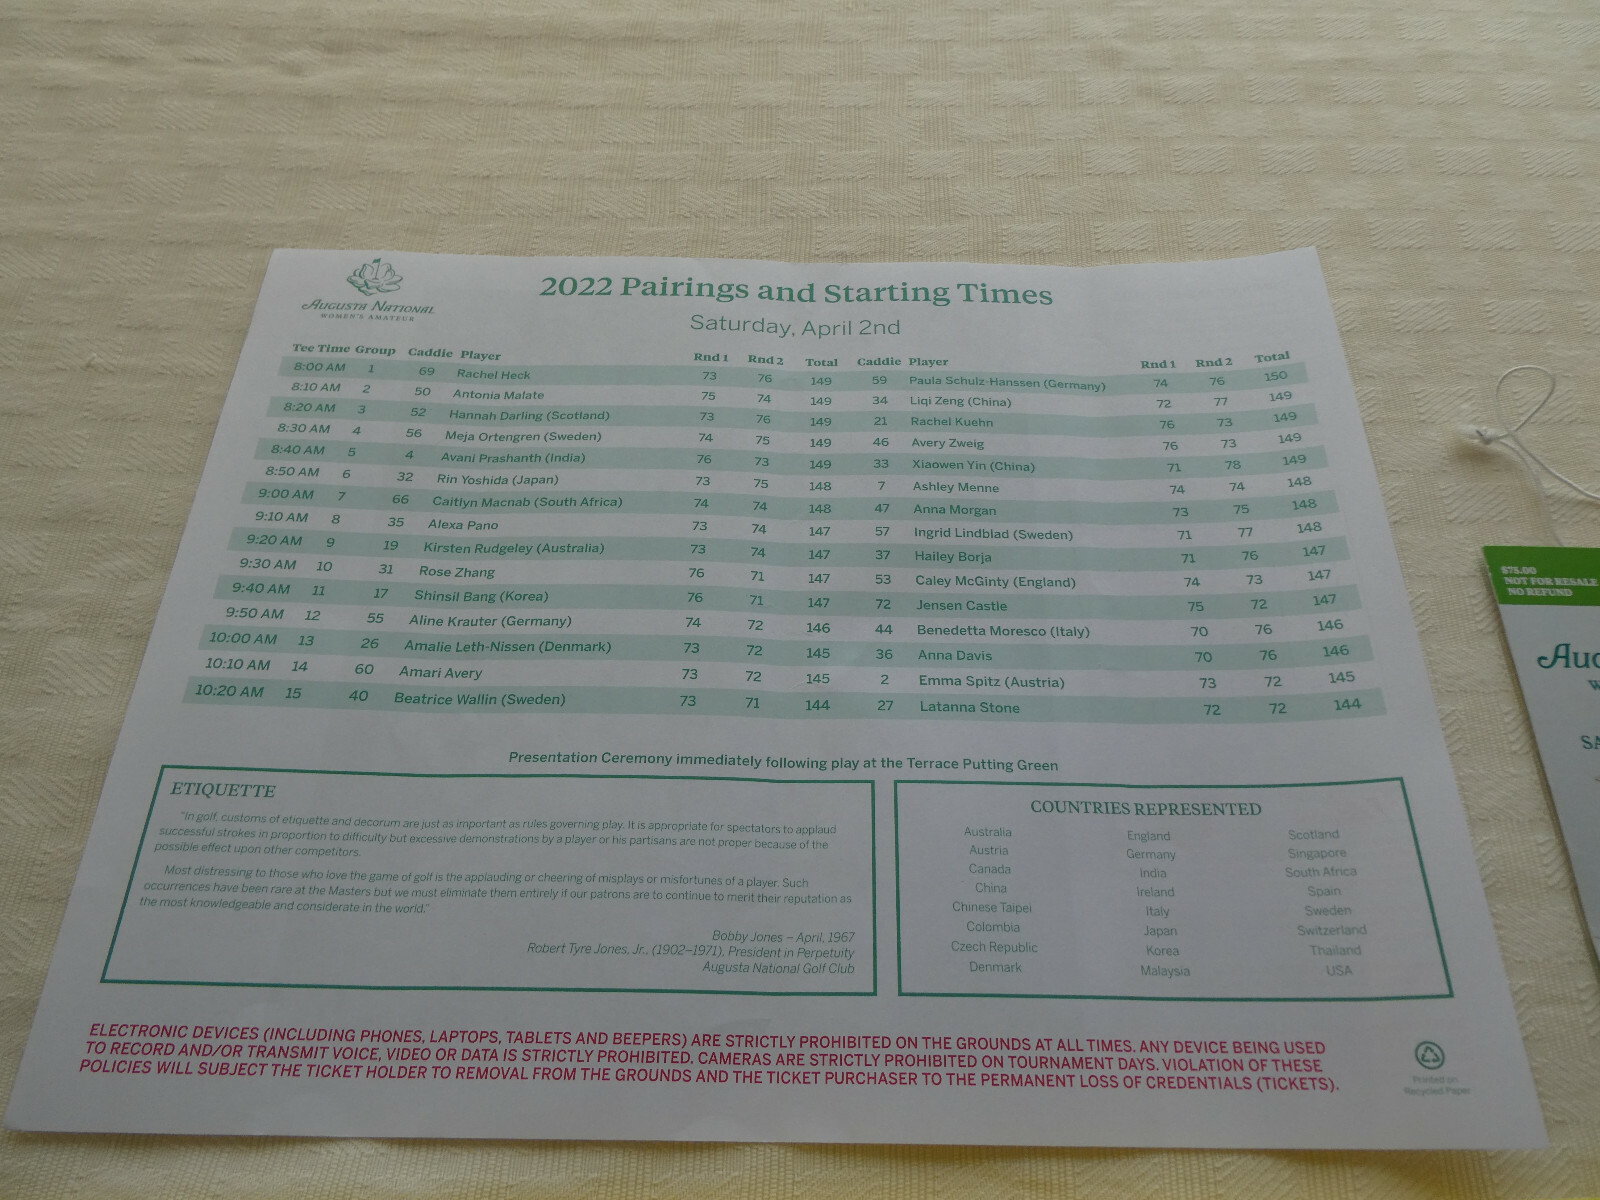 AUGUSTA NATIONAL
WOMEN'S AMATEUR
2022 Pairings and Starting Times
Saturday, April 2nd
Tee Time Group Caddie Player Rnd 1 Rnd 2 Total Caddie Player Rnd 1 Rnd 2 Total
8:00 AM 1 69 Rachel Heck 73 76 149 59 Paula Schulz-Hanssen (Germany) 74 76 150
8:10 AM 2 50 Antonia Malate 75 74 149 34 Liqi Zeng (China) 72 77 149
8:20 AM 3 52 Hannah Darling (Scotland) 73 76 149 21 Rachel Kuehn 76 73 149
8:30 AM 4 56 Meja Ortengren (Sweden) 74 75 149 46 Avery Zweig 76 73 149
8:40 AM 5 4 Avani Prashanth (India) 76 73 149 33 Xiaowen Yin (China) 71 78 149
8:50 AM 6 32 Rin Yoshida (Japan) 73 75 148 7 Ashley Menne 74 74 148
9:00 AM 7 66 Caitlyn Macnab (South Africa) 74 74 148 47 Anna Morgan 73 75 148
9:10 AM 8 35 Alexa Pano 73 74 147 57 Ingrid Lindblad (Sweden) 71 77 148
9:20 AM 9 19 Kirsten Rudgeley (Australia) 73 74 147 37 Hailey Borja 71 76 147
9:30 AM 10 31 Rose Zhang 76 71 147 53 Caley McGinty (England) 74 73 147
9:40 AM 11 17 Shinsil Bang (Korea) 76 71 147 72 Jensen Castle 75 72 147
9:50 AM 12 55 Aline Krauter (Germany) 74 72 146 44 Benedetta Moresco (Italy) 70 76 146
10:00 AM 13 26 Amalie Leth-Nissen (Denmark) 73 72 145 36 Anna Davis 70 76 146
10:10 AM 14 60 Amari Avery 73 72 145 2 Emma Spitz (Austria) 73 72 145
10:20 AM 15 40 Beatrice Wallin (Sweden) 73 71 144 27 Latanna Stone 72 72 144
Presentation Ceremony immediately following play at the Terrace Putting Green
ETIQUETTE
"In golf, customs of etiquette and decorum are just as important as rules governing play. It is appropriate for spectators to applaud
successful strokes in proportion to difficulty but excessive demonstrations by a player or his partisans are not proper because of the
possible effect upon other competitors.
Most distressing to those who love the game of golf is the applauding or cheering of misplays or misfortunes of a player. Such
occurrences have been rare at the Masters but we must eliminate them entirely if our patrons are to continue to merit their reputation as
the most knowledgeable and considerate in the world."
Bobby Jones – April, 1967
Robert Tyre Jones, Jr., (1902–1971), President in Perpetuity
Augusta National Golf Club
COUNTRIES REPRESENTED
Australia England Scotland
Austria Germany Singapore
Canada India South Africa
China Ireland Spain
Chinese Taipei Italy Sweden
Colombia Japan Switzerland
Czech Republic Korea Thailand
Denmark Malaysia USA
ELECTRONIC DEVICES (INCLUDING PHONES, LAPTOPS, TABLETS AND BEEPERS) ARE STRICTLY PROHIBITED ON THE GROUNDS AT ALL TIMES. ANY DEVICE BEING USED
TO RECORD AND/OR TRANSMIT VOICE, VIDEO OR DATA IS STRICTLY PROHIBITED. CAMERAS ARE STRICTLY PROHIBITED ON TOURNAMENT DAYS. VIOLATION OF THESE
POLICIES WILL SUBJECT THE TICKET HOLDER TO REMOVAL FROM THE GROUNDS AND THE TICKET PURCHASER TO THE PERMANENT LOSS OF CREDENTIALS (TICKETS).
Printed on
Recycled Paper
$75.00
NOT FOR RESALE
NO REFUND
Aug
W
SA